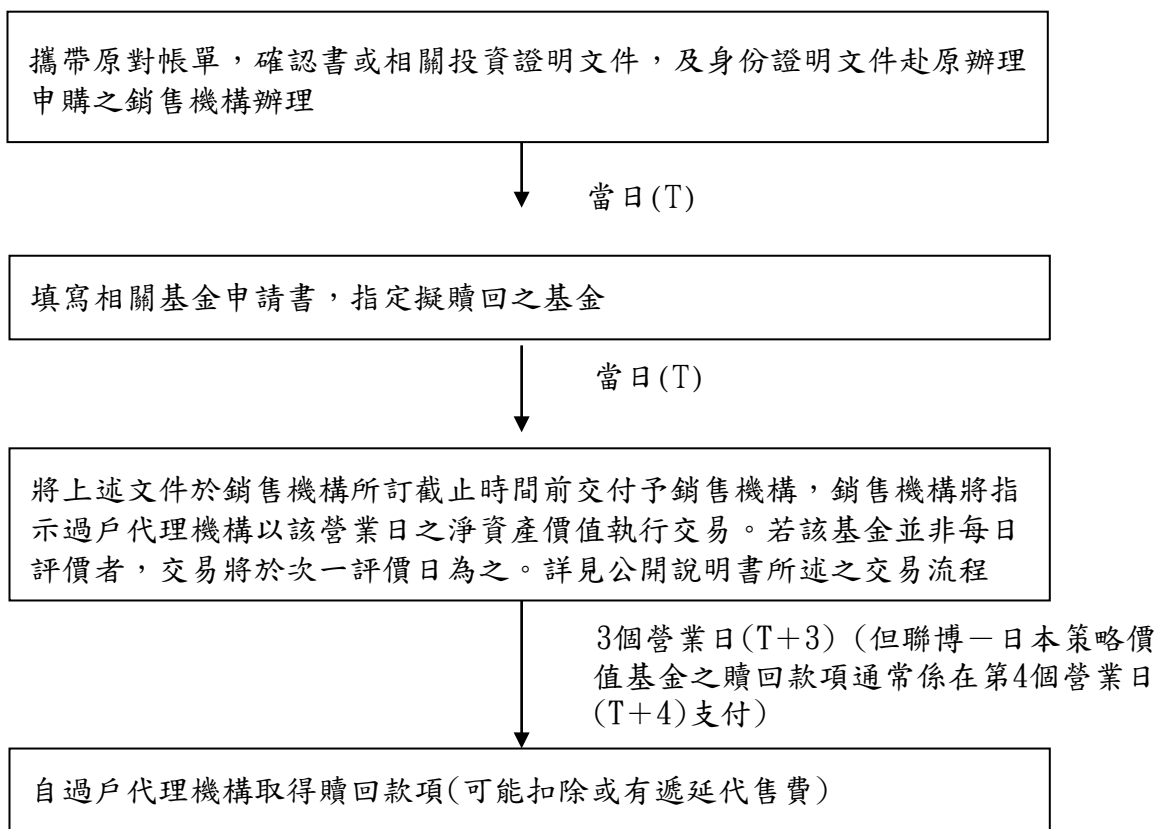 攜帶原對帳單，確認書或相關投資證明文件，及身份證明文件赴原辦理
申購之銷售機構辦理
當日(T)
填寫相關基金申請書，指定擬贖回之基金
當日(T)
將上述文件於銷售機構所訂截止時間前交付予銷售機構，銷售機構將指
示過戶代理機構以該營業日之淨資產價值執行交易。若該基金並非每日
評價者，交易將於次一評價日為之。詳見公開說明書所述之交易流程
3個營業日(T＋3) (但聯博－日本策略價
值基金之贖回款項通常係在第4個營業日
(T＋4)支付)
自過戶代理機構取得贖回款項(可能扣除或有遞延代售費)